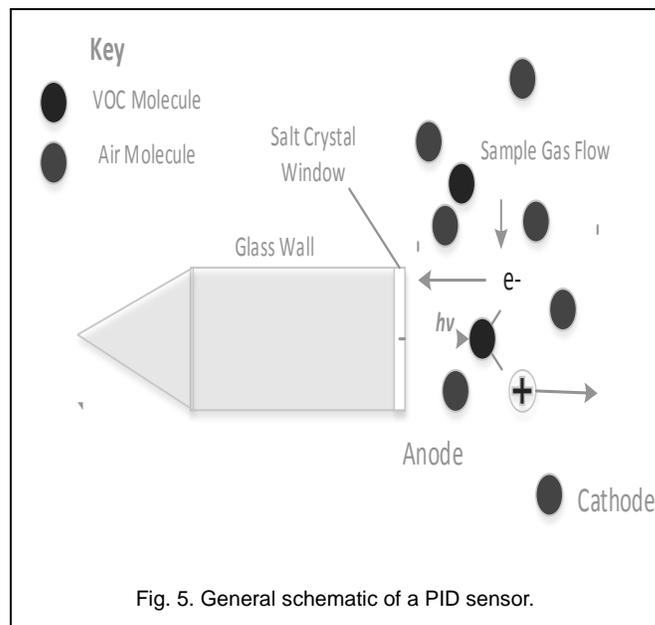 Key
VOC Molecule
Air Molecule
Salt Crystal
Window
Sample Gas Flow
Glass Wall
e-
hv
+
Anode
Cathode
Fig. 5. General schematic of a PID sensor.